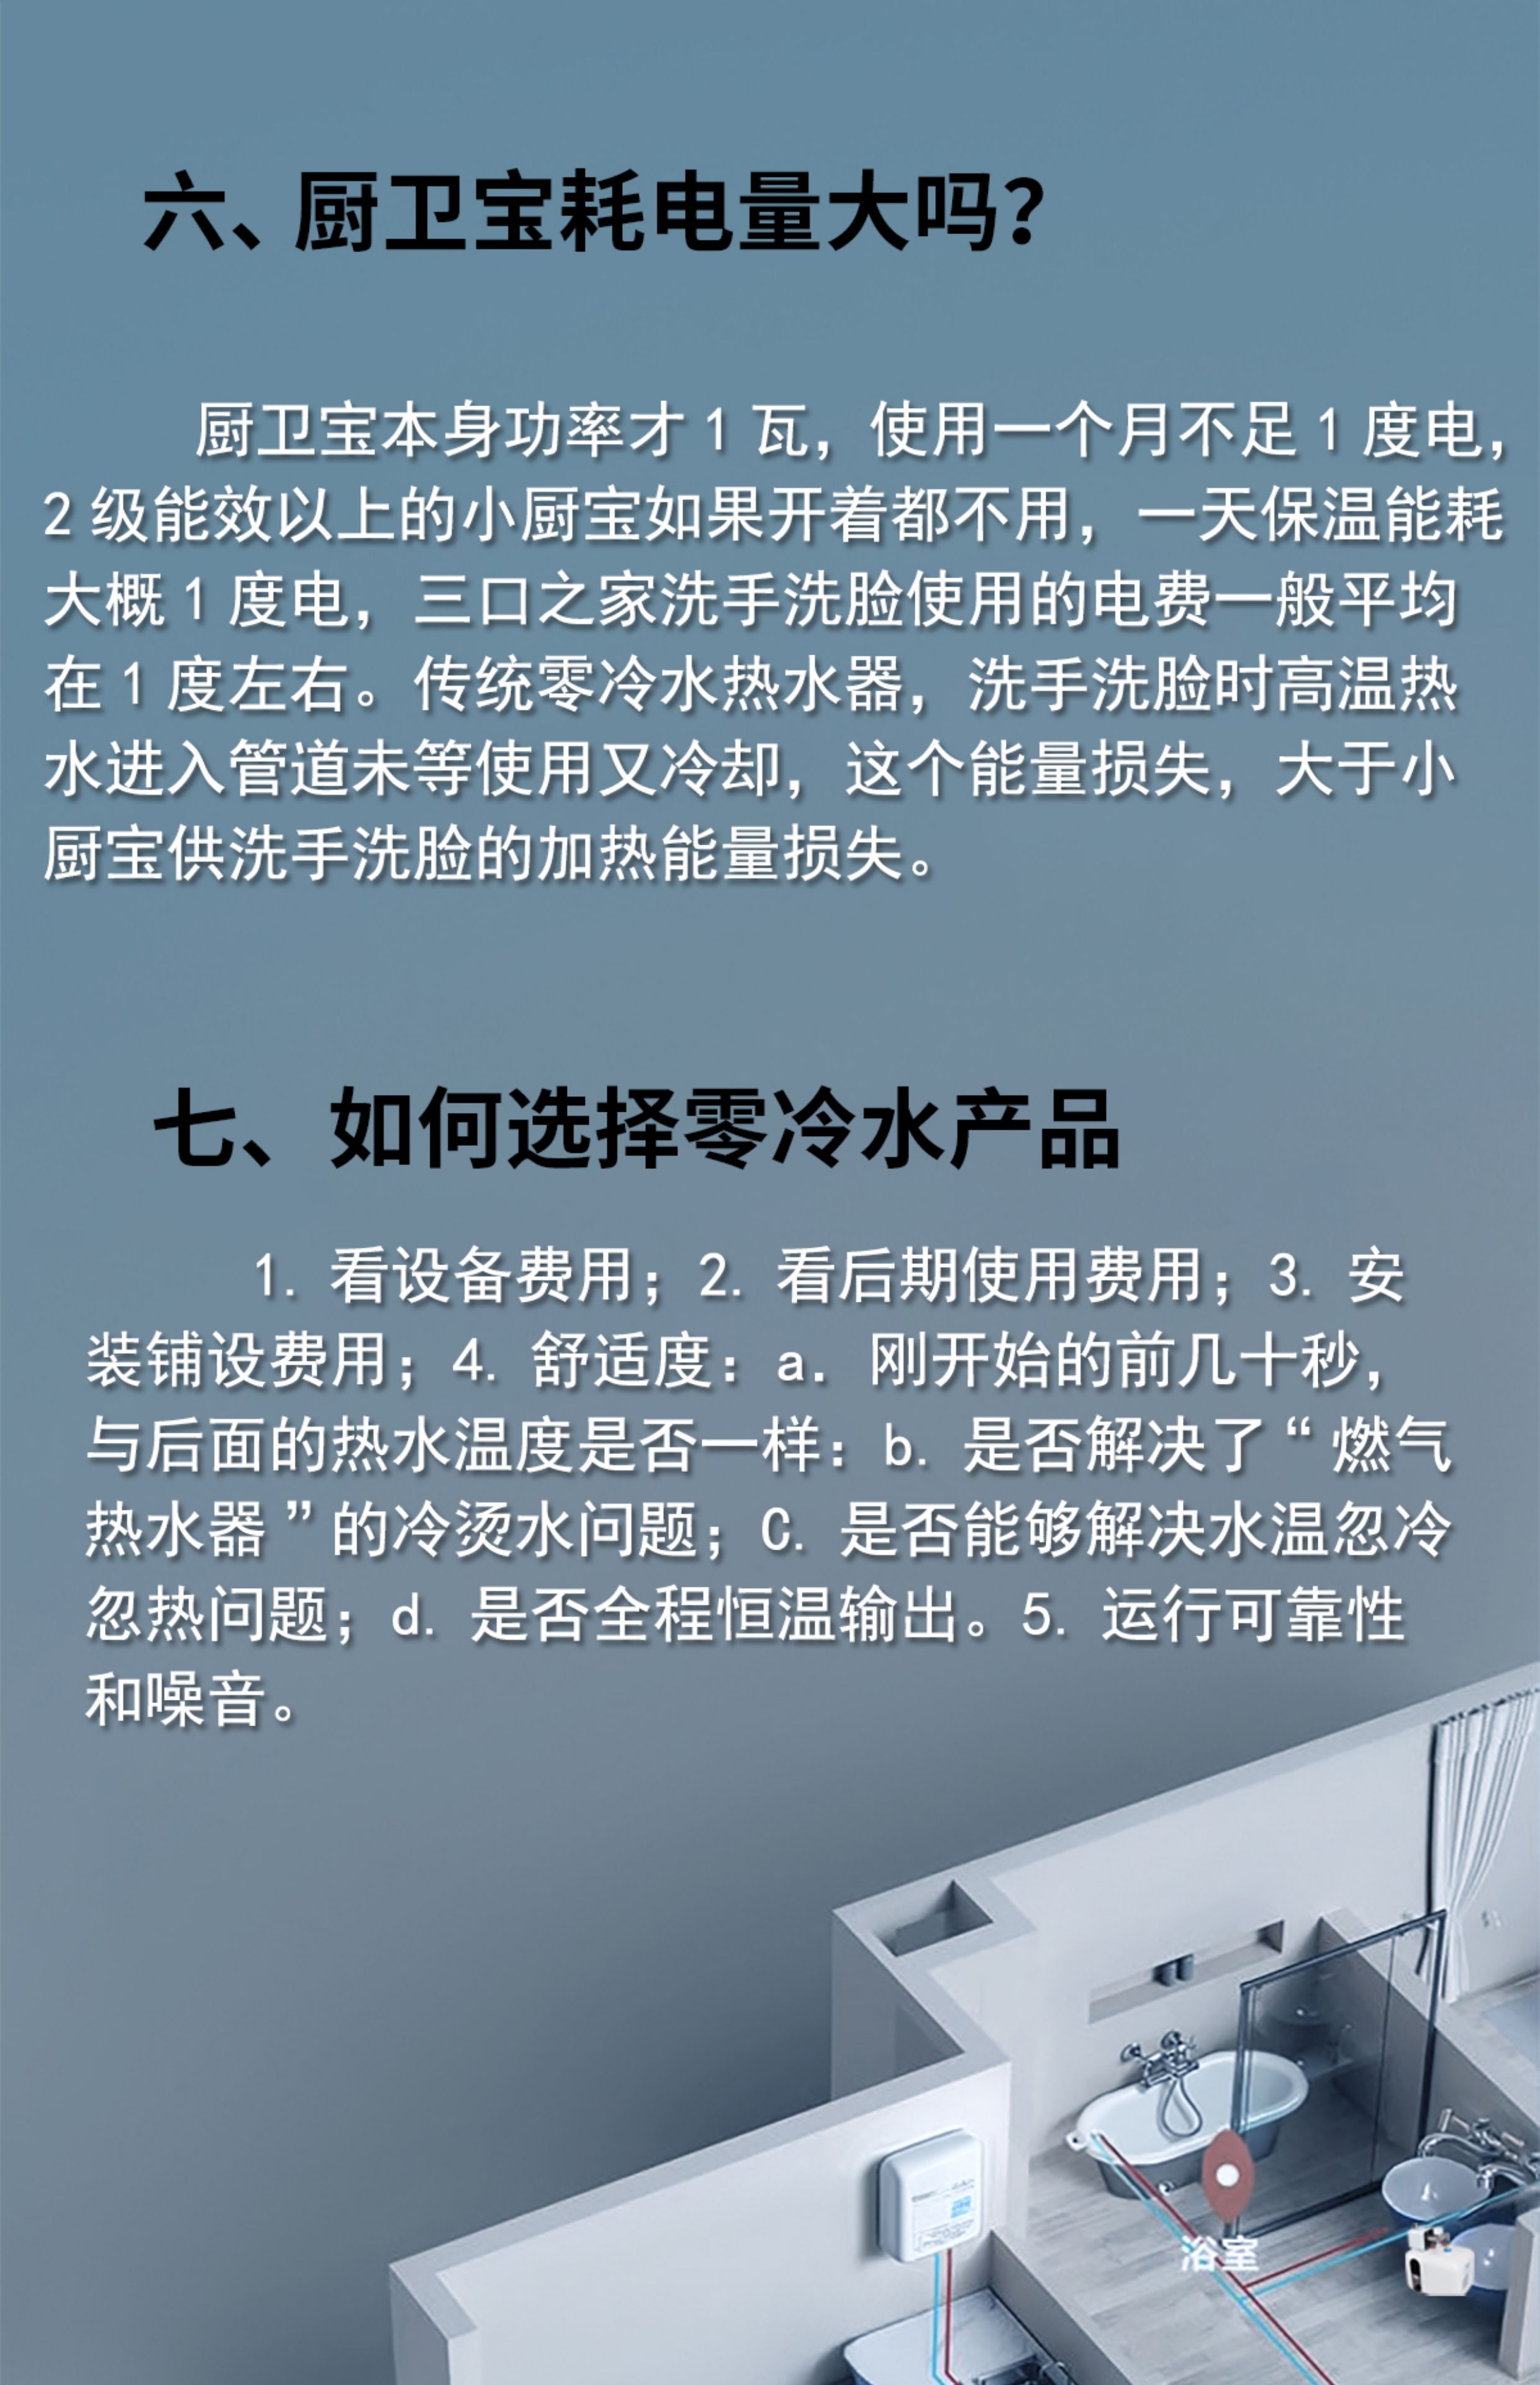 六、厨卫宝耗电量大吗？
厨卫宝本身功率才1瓦，使用一个月不足1度电，
2级能效以上的小厨宝如果开着都不用，一天保温能耗
大概1度电，三口之家洗手洗脸使用的电费一般平均
在1度左右。传统零冷水热水器，洗手洗脸时高温热
水进入管道未等使用又冷却，这个能量损失，大于小
厨宝供洗手洗脸的加热能量损失。
七、如何选择零冷水产品
1. 看设备费用；2. 看后期使用费用；3. 安
装铺设费用；4. 舒适度：a. 刚开始的前几十秒，
与后面的热水温度是否一样：b. 是否解决了“燃气
热水器”的冷烫水问题；C. 是否能够解决水温忽冷
忽热问题；d. 是否全程恒温输出。5. 运行可靠性
和噪音。
浴室